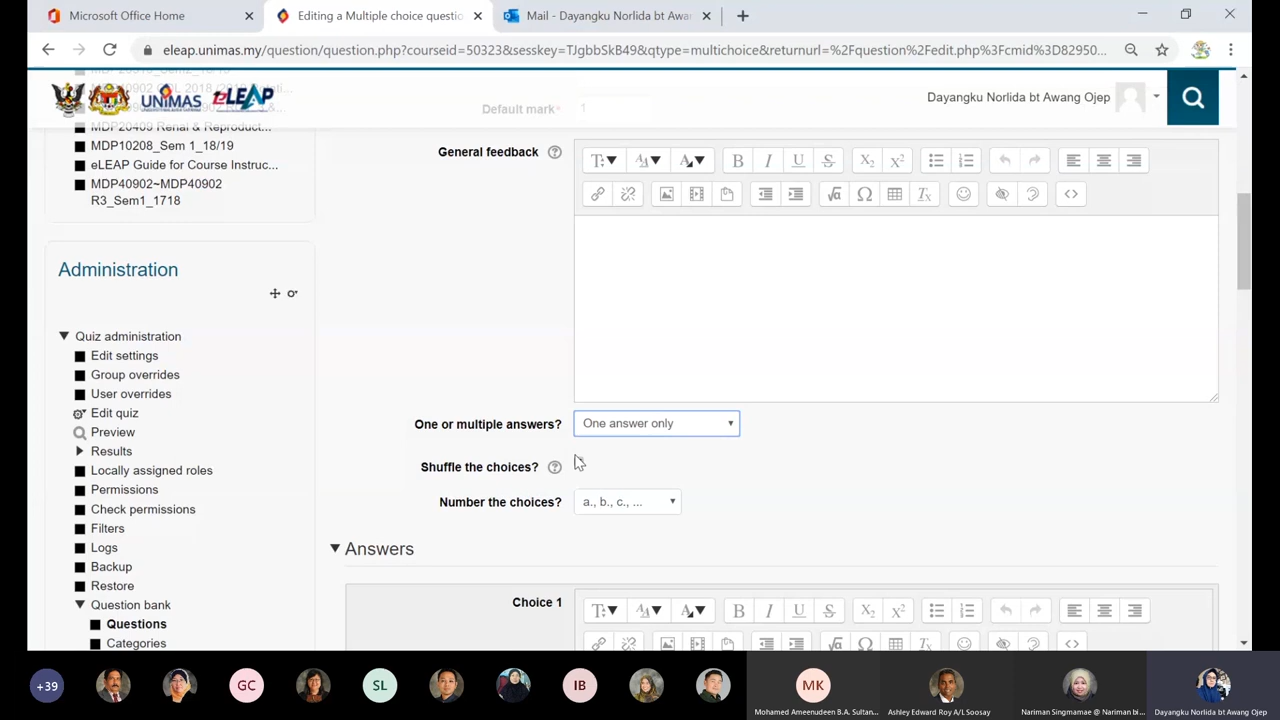 Microsoft Office Home
Editing a Multiple choice questio
Mail - Dayangku Norlida bt Awa
eleap.unimas.my/question/question.php?courseid=50323&sesskey=TJgbbSkB49&qtype=multichoice&returnurl=%2Fquestion%2Fedit.php%3Fcmid%3D82950...
UNIMAS
eLEAP
Dayangku Norlida bt Awang Ojep
Default mark* 1
MDP20409 Renal & Reproduct...
MDP10208_Sem 1_18/19
eLEAP Guide for Course Instruc...
MDP40902~MDP40902
R3_Sem1_1718
General feedback
Administration
Quiz administration
Edit settings
Group overrides
User overrides
Edit quiz
Preview
Results
Locally assigned roles
Permissions
Check permissions
Filters
Logs
Backup
Restore
Question bank
Questions
Categories
One or multiple answers? One answer only
Shuffle the choices?
Number the choices? a., b., c., ...
Answers
Choice 1
+39
GC
SL
IB
MK
Mohamed Ameenudeen B.A. Sultan...
Ashley Edward Roy A/L Soosay
Nariman Singmamae @ Nariman bi...
Dayangku Norlida bt Awang Ojep